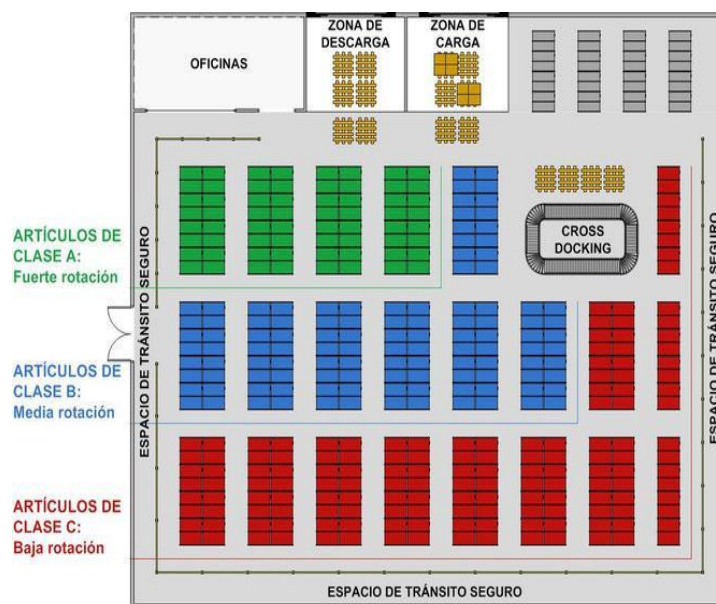 OFICINAS
ZONA DE
DESCARGA
ZONA DE
CARGA
ARTÍCULOS DE
CLASE A:
Fuerte rotación
ESPACIO DE TRÁNSITO SEGURO
CROSS
DOCKING
ESPACIO DE TRÁNSITO SEGURO
ARTÍCULOS DE
CLASE B:
Media rotación
ARTÍCULOS DE
CLASE C:
Baja rotación
ESPACIO DE TRÁNSITO SEGURO